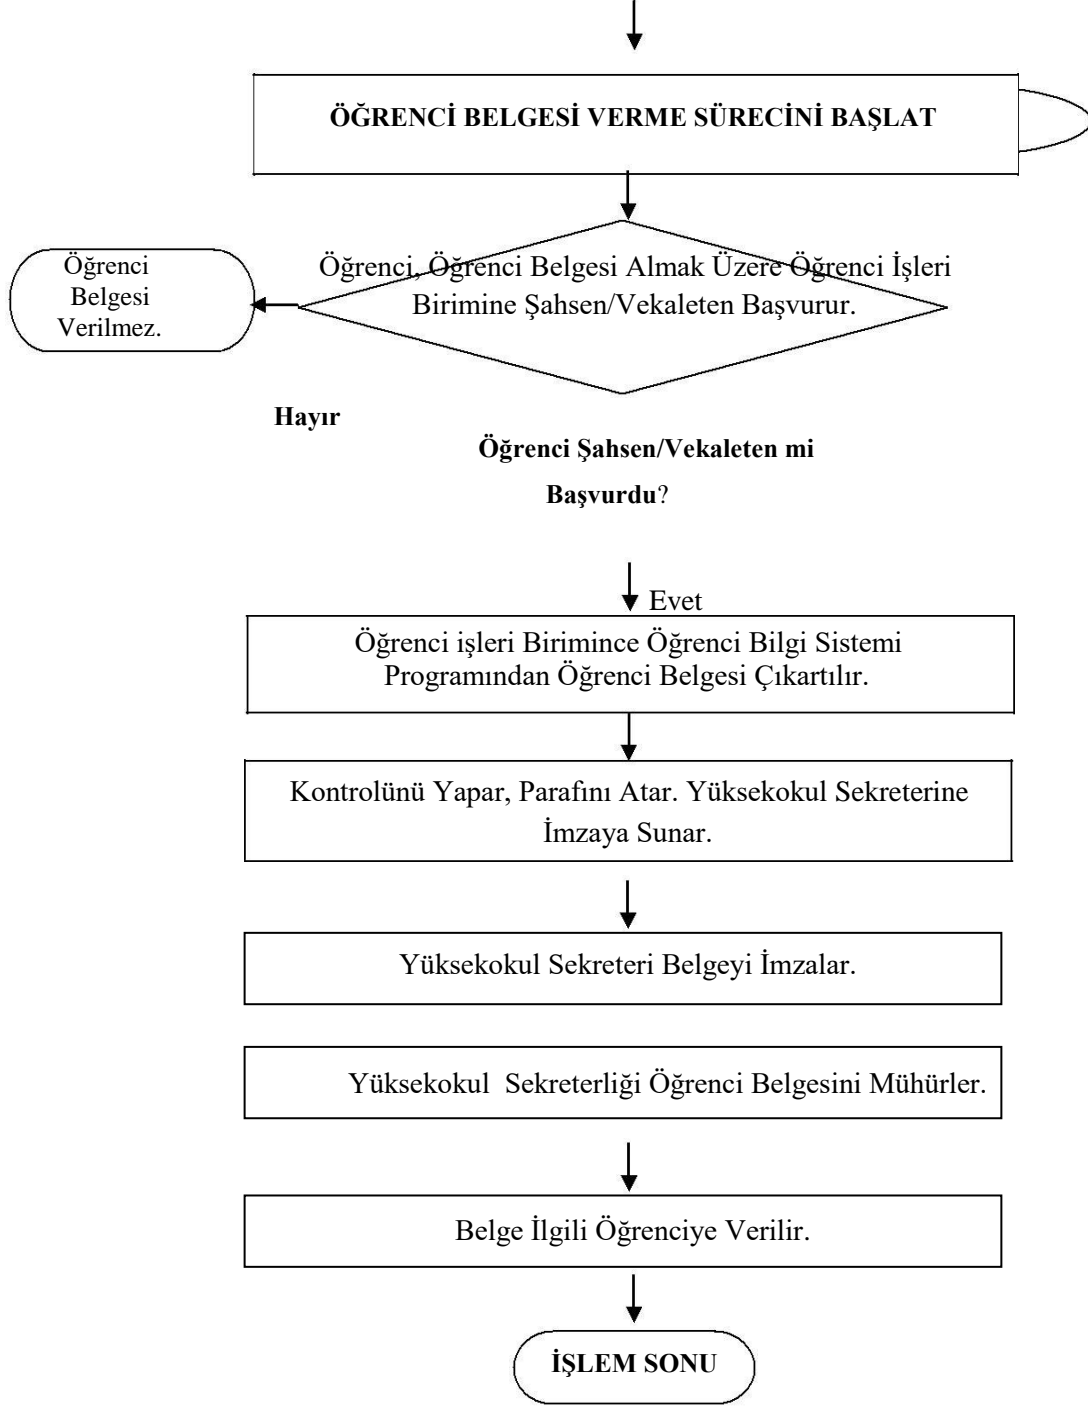 ÖĞRENCİ BELGESİ VERME SÜRECİNİ BAŞLAT
Öğrenci
Belgesi
Verilmez.
Öğrenci, Öğrenci Belgesi Almak Üzere Öğrenci İşleri
Birimine Şahsen/Vekaleten Başvurur.
Hayır
Öğrenci Şahsen/Vekaleten mi
Başvurdu?
Evet
Öğrenci işleri Birimince Öğrenci Bilgi Sistemi
Programından Öğrenci Belgesi Çıkartılır.
Kontrolünü Yapar, Parafını Atar. Yüksekokul Sekreterine
İmzaya Sunar.
Yüksekokul Sekreteri Belgeyi İmzalar.
Yüksekokul  Sekreterliği Öğrenci Belgesini Mühürler.
Belge İlgili Öğrenciye Verilir.
İŞLEM SONU